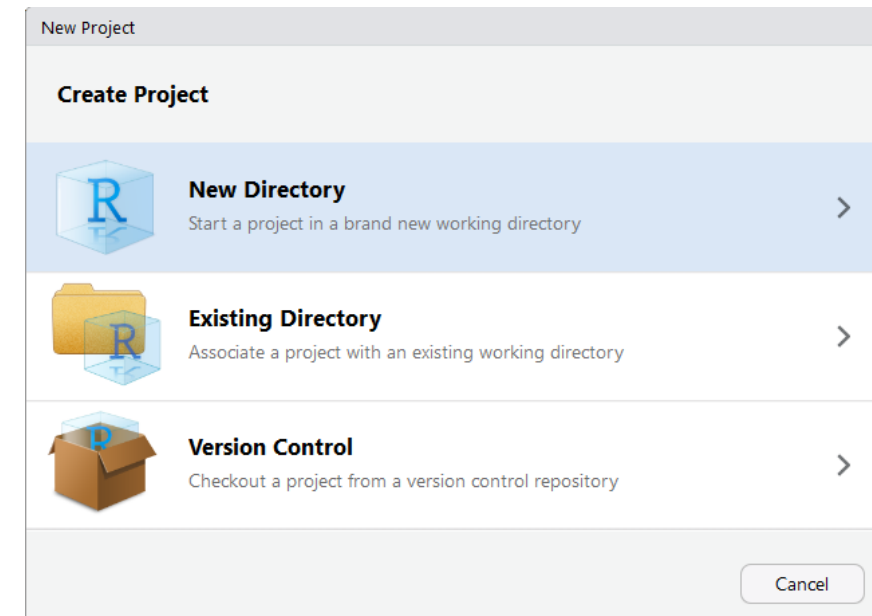 New Project
Create Project
R
New Directory
Start a project in a brand new working directory
R
Existing Directory
Associate a project with an existing working directory
R
Version Control
Checkout a project from a version control repository
Cancel